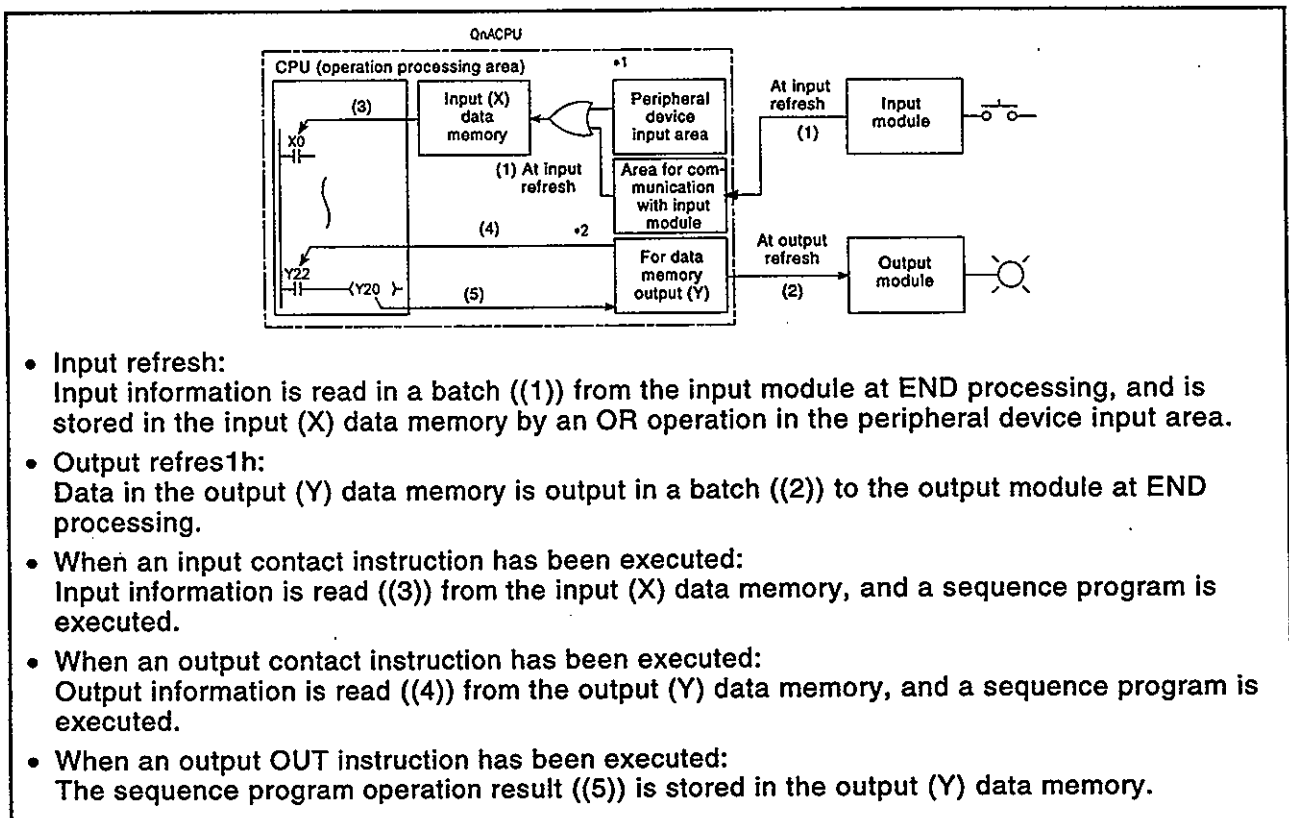 QnACPU
CPU (operation processing area)
*1
(3)
Input (X)
data
memory
Peripheral
device
input area
At input
refresh
(1)
Input
module
X0
(1) At input
refresh
Area for com-
munication
with input
module
(4)
*2
For data
memory
output (Y)
At output
refresh
(2)
Output
module
Y22
Y20
(5)
• Input refresh:
Input information is read in a batch ((1)) from the input module at END processing, and is
stored in the input (X) data memory by an OR operation in the peripheral device input area.
• Output refres1h:
Data in the output (Y) data memory is output in a batch ((2)) to the output module at END
processing.
• When an input contact instruction has been executed:
Input information is read ((3)) from the input (X) data memory, and a sequence program is
executed.
• When an output contact instruction has been executed:
Output information is read ((4)) from the output (Y) data memory, and a sequence program is
executed.
• When an output OUT instruction has been executed:
The sequence program operation result ((5)) is stored in the output (Y) data memory.